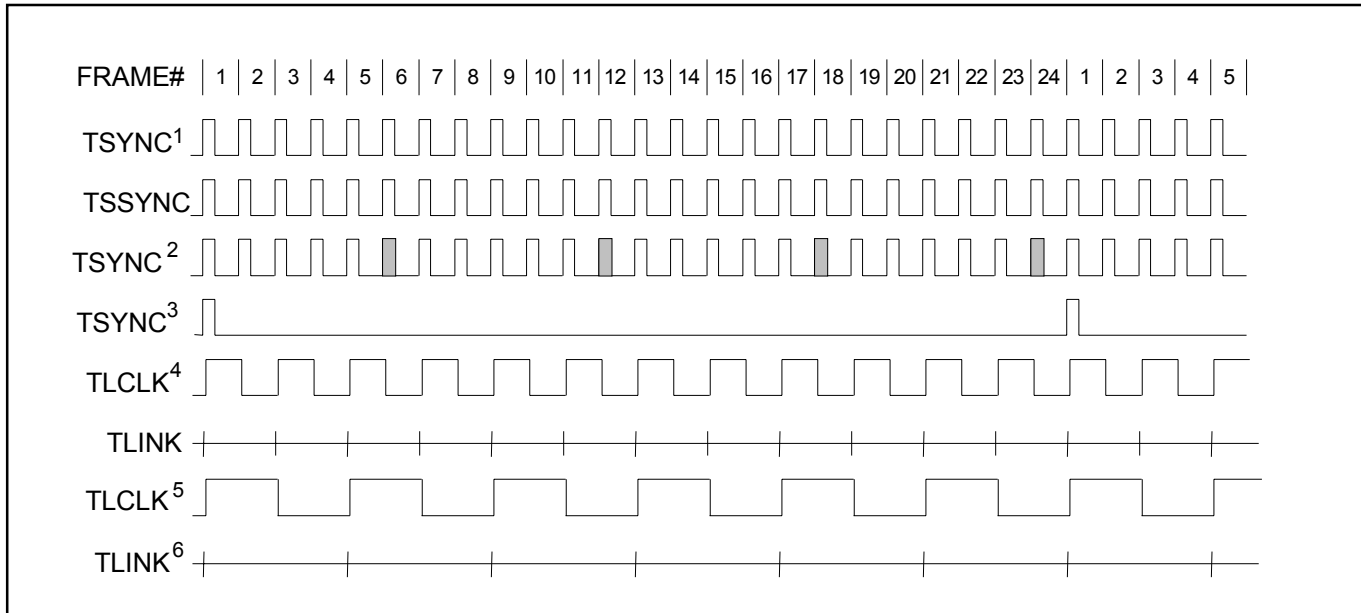 FRAME# 1 2 3 4 5 6 7 8 9 10 11 12 13 14 15 16 17 18 19 20 21 22 23 24 1 2 3 4 5
TSYNC1
TSSYNC
TSYNC2
TSYNC3
TLCLK4
TLINK
TLCLK5
TLINK6